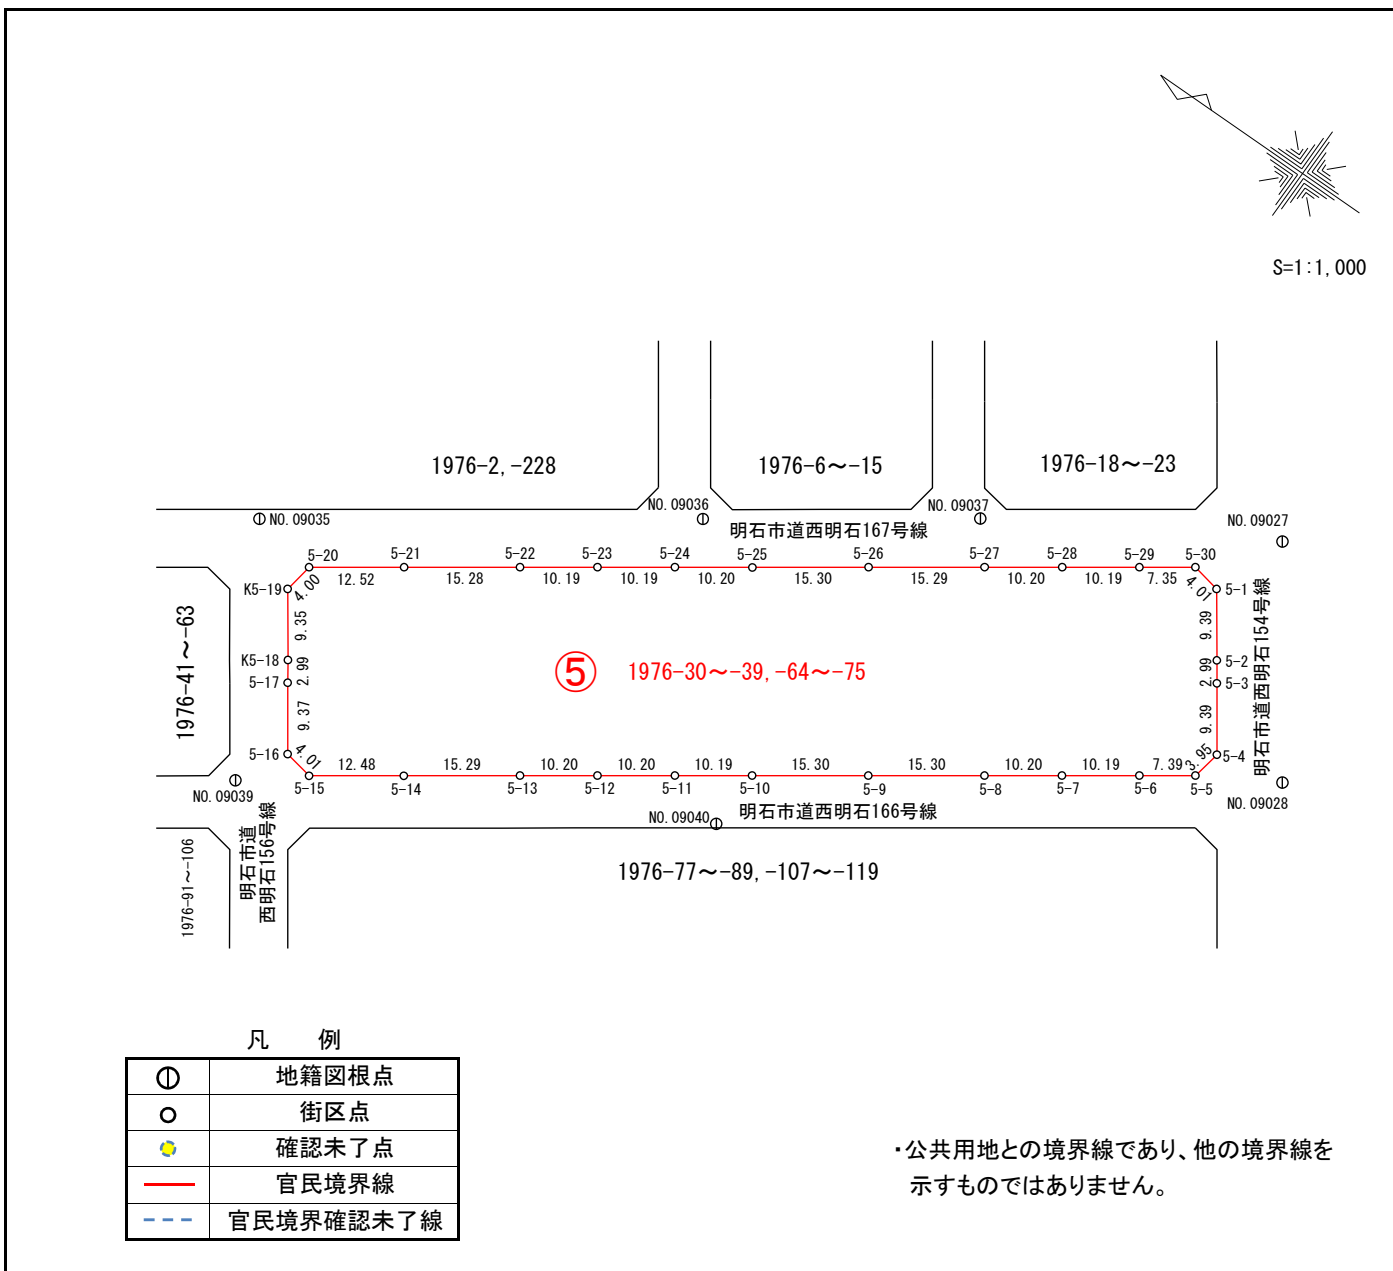 S=1:1,000
1976-2,-228
1976-6～-15
1976-18～-23
NO.09035
NO.09036
NO.09037
NO.09027
明石市道西明石167号線
5-20
5-21
5-22
5-23
5-24
5-25
5-26
5-27
5-28
5-29
5-30
4.00
12.52
15.28
10.19
10.19
10.20
15.30
15.29
10.20
10.19
7.35
4.01
K5-19
5-1
9.35
9.39
1976-41～-63
K5-18
2.99
5-17
⑤ 1976-30～-39,-64～-75
5-2
2.99
5-3
明石市道西明石154号線
9.37
9.39
5-16
4.01
5-4
3.95
12.48
15.29
10.20
10.20
10.19
15.30
15.30
10.20
10.19
7.39
5-15
5-14
5-13
5-12
5-11
5-10
5-9
5-8
5-7
5-6
5-5
NO.09039
NO.09040
明石市道西明石166号線
NO.09028
1976-91～-106
明石市道
西明石156号線
1976-77～-89,-107～-119
凡 例
地籍図根点
街区点
確認未了点
官民境界線
官民境界確認未了線
・公共用地との境界線であり、他の境界線を
示すものではありません。